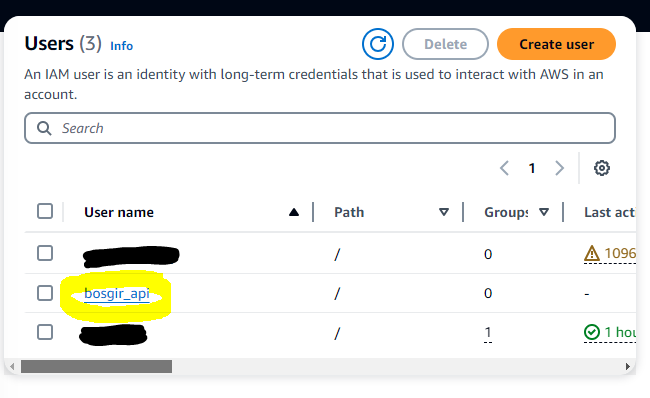 Users (3) Info
Delete
Create user
An IAM user is an identity with long-term credentials that is used to interact with AWS in an
account.
Search
1
User name Path Groups Last act
/ 0 1096
bosgir_api / 0 -
/ 1 1 hou